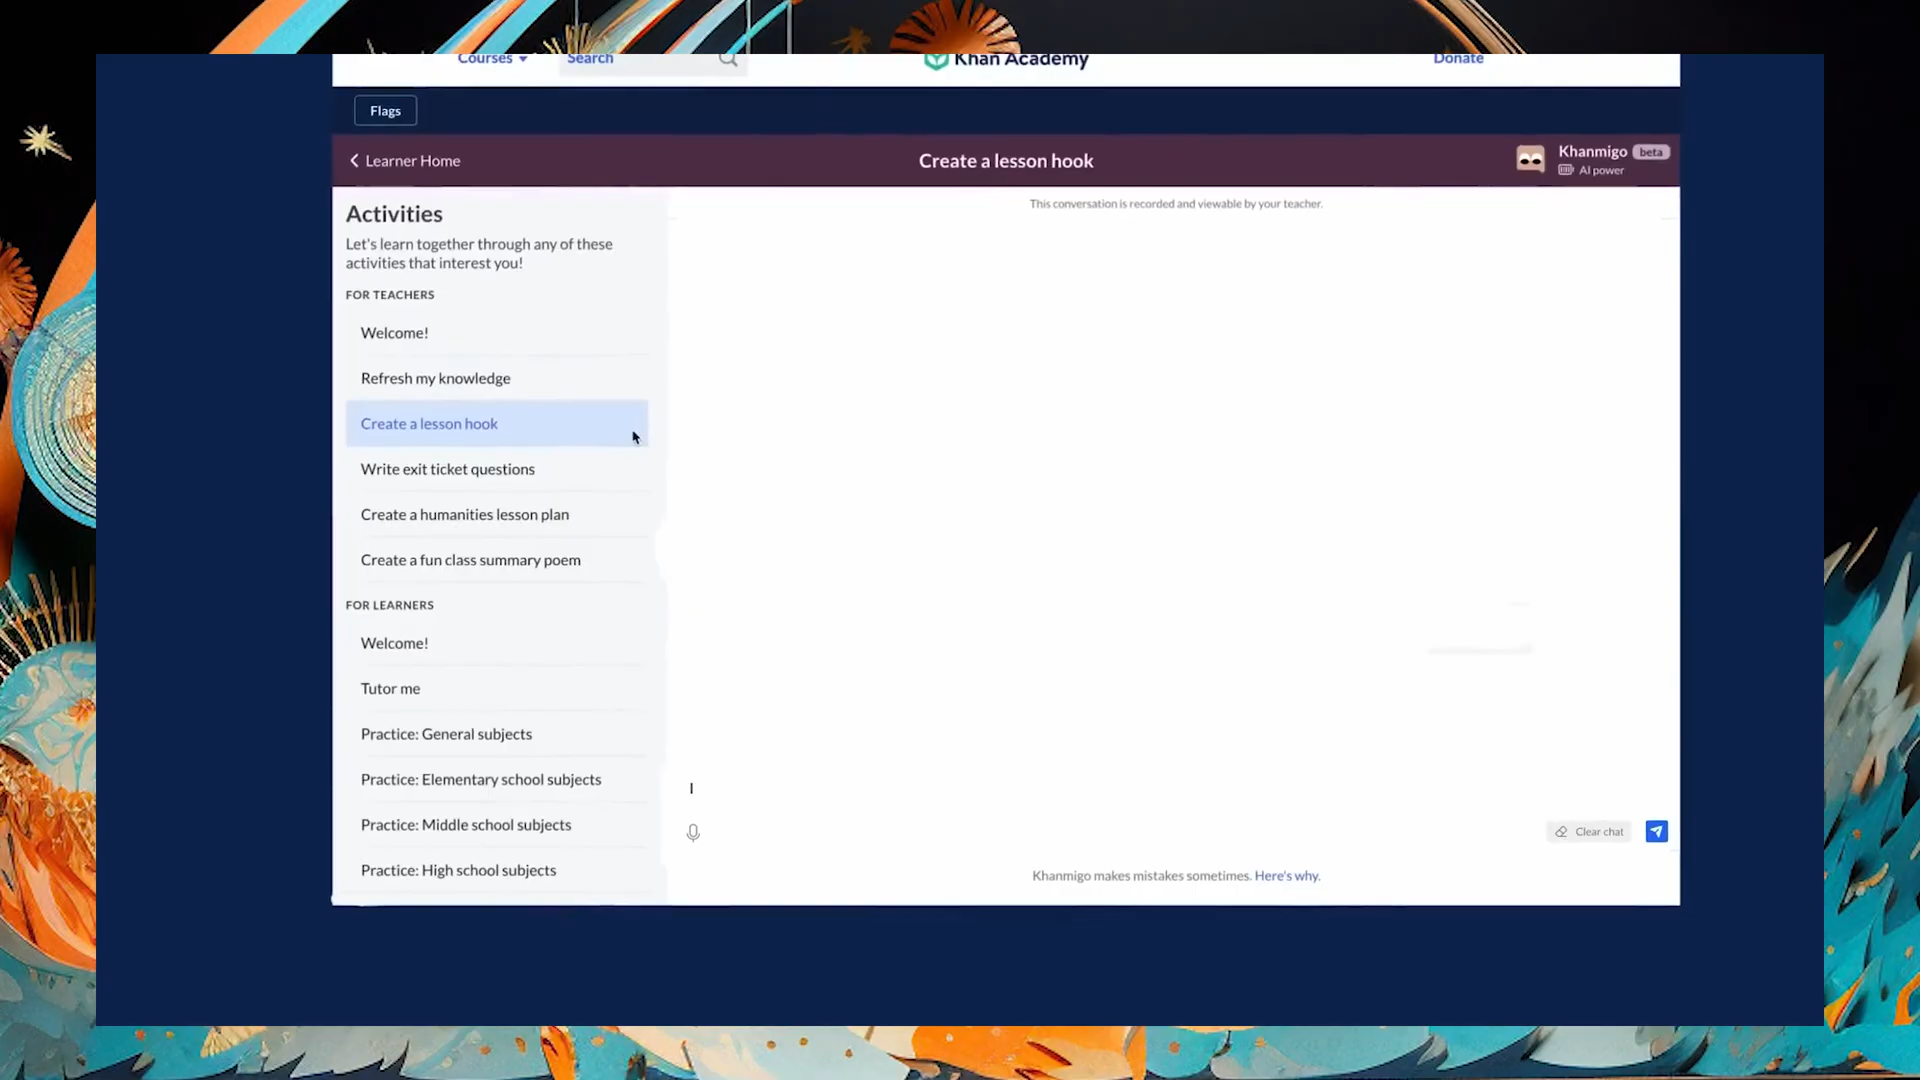 Courses
Search
Khan Academy
Donate
Flags
Learner Home
Create a lesson hook
Khanmigo beta
AI power
Activities
Let's learn together through any of these
activities that interest you!
FOR TEACHERS
Welcome!
Refresh my knowledge
Create a lesson hook
Write exit ticket questions
Create a humanities lesson plan
Create a fun class summary poem
FOR LEARNERS
Welcome!
Tutor me
Practice: General subjects
Practice: Elementary school subjects
Practice: Middle school subjects
Practice: High school subjects
This conversation is recorded and viewable by your teacher.
Clear chat
Khanmigo makes mistakes sometimes. Here's why.